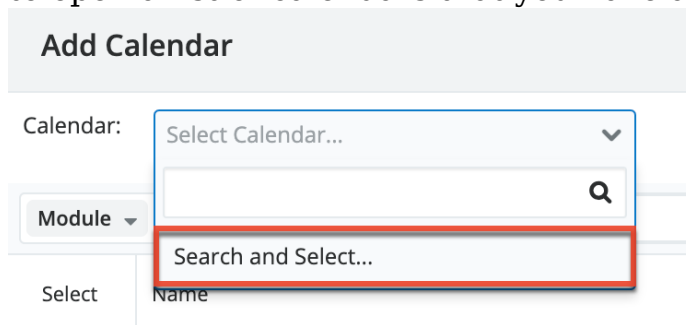 Add Calendar
Calendar:
Select Calendar...
Module
Search and Select...
Select
Name